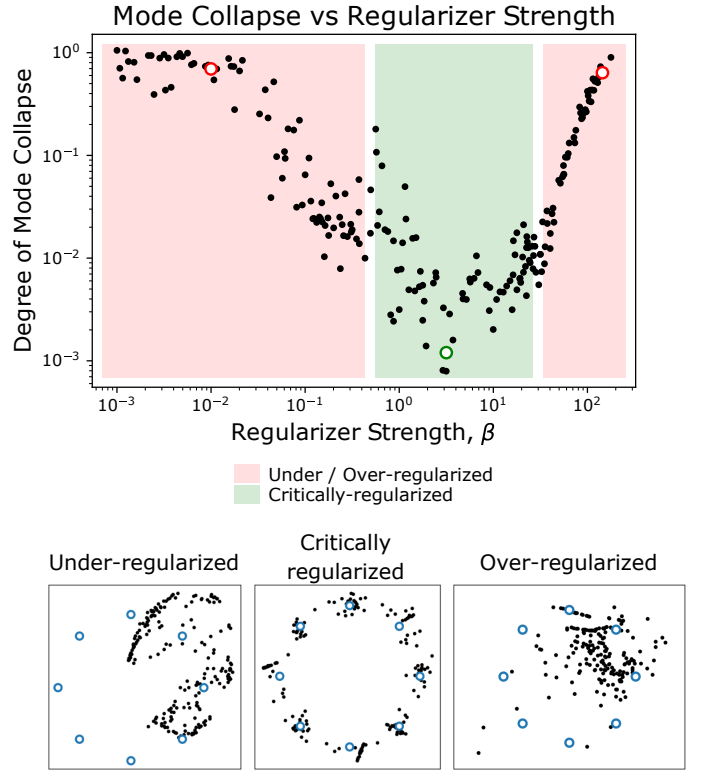 Mode Collapse vs Regularizer Strength
Degree of Mode Collapse
10⁰
10⁻¹
10⁻²
10⁻³
10⁻³ 10⁻² 10⁻¹ 10⁰ 10¹ 10²
Regularizer Strength, β
Under / Over-regularized
Critically-regularized
Under-regularized
Critically
regularized
Over-regularized